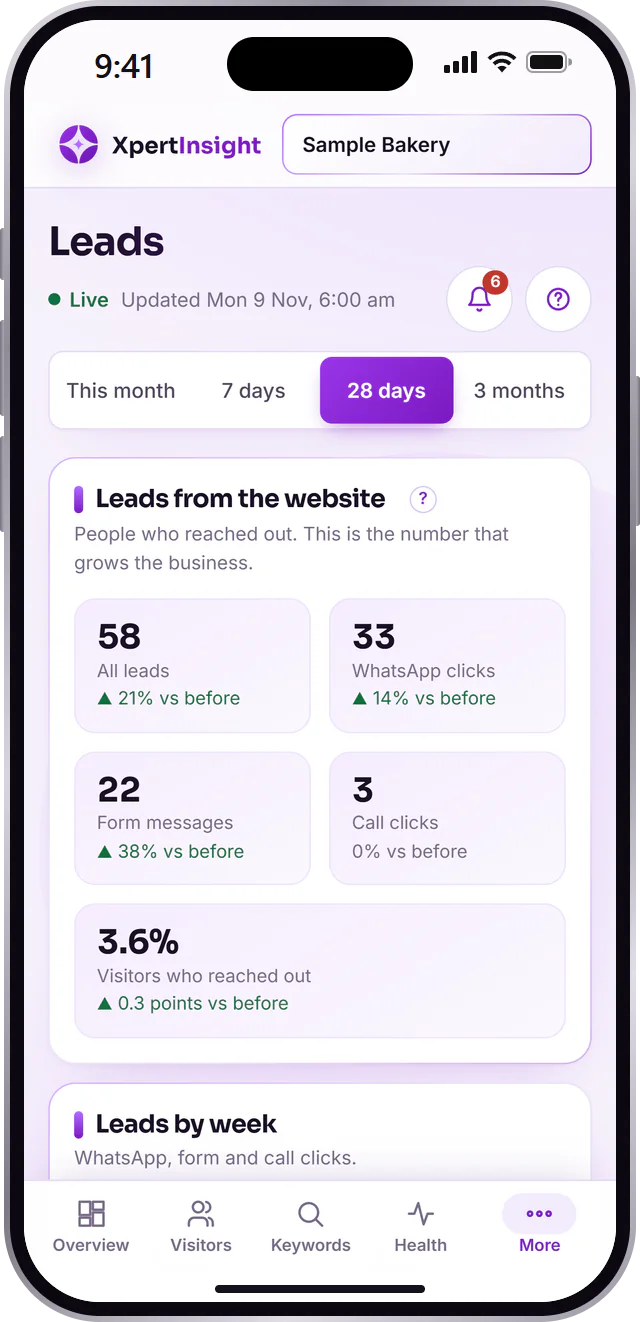 9:41
XpertInsight
Sample Bakery
Leads
Live Updated Mon 9 Nov, 6:00 am
6
?
This month 7 days 28 days 3 months
Leads from the website ?
People who reached out. This is the number that
grows the business.
58
All leads
▲ 21% vs before
33
WhatsApp clicks
▲ 14% vs before
22
Form messages
▲ 38% vs before
3
Call clicks
0% vs before
3.6%
Visitors who reached out
▲ 0.3 points vs before
Leads by week
WhatsApp, form and call clicks.
Overview Visitors Keywords Health More